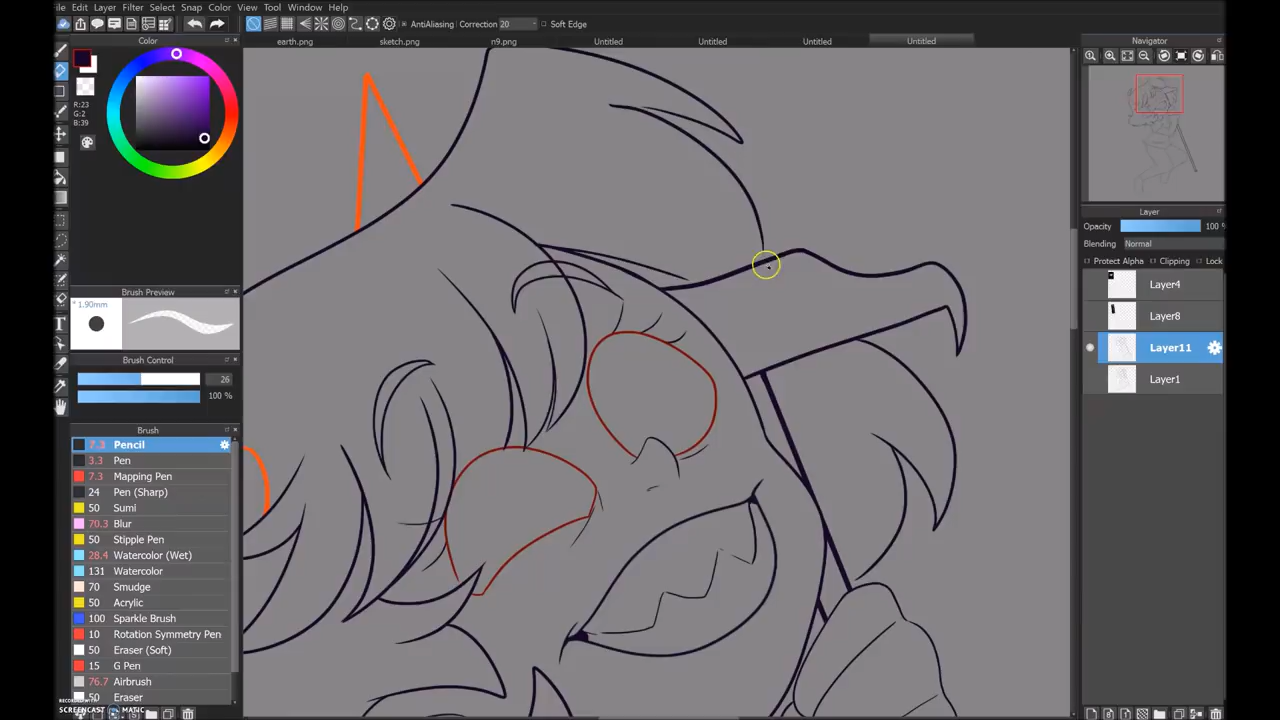 ile Edit Layer Filter Select Snap Color View Tool Window Help
AntiAliasing Correction 20 Soft Edge
earth.png sketch.png n9.png Untitled Untitled Untitled Untitled
Color
R:23
G:2
B:39
Brush Preview
1.90mm
Brush Control
26
100 %
Brush
7.3 Pencil
3.3 Pen
7.3 Mapping Pen
24 Pen (Sharp)
50 Sumi
70.3 Blur
50 Stipple Pen
28.4 Watercolor (Wet)
131 Watercolor
70 Smudge
50 Acrylic
100 Sparkle Brush
10 Rotation Symmetry Pen
50 Eraser (Soft)
15 G Pen
76.7 Airbrush
50 Eraser
RECORDED WITH
SCREENCAST MATIC
Navigator
Layer
Opacity 100 %
Blending Normal
Protect Alpha Clipping Lock
Layer4
Layer8
Layer11
Layer1